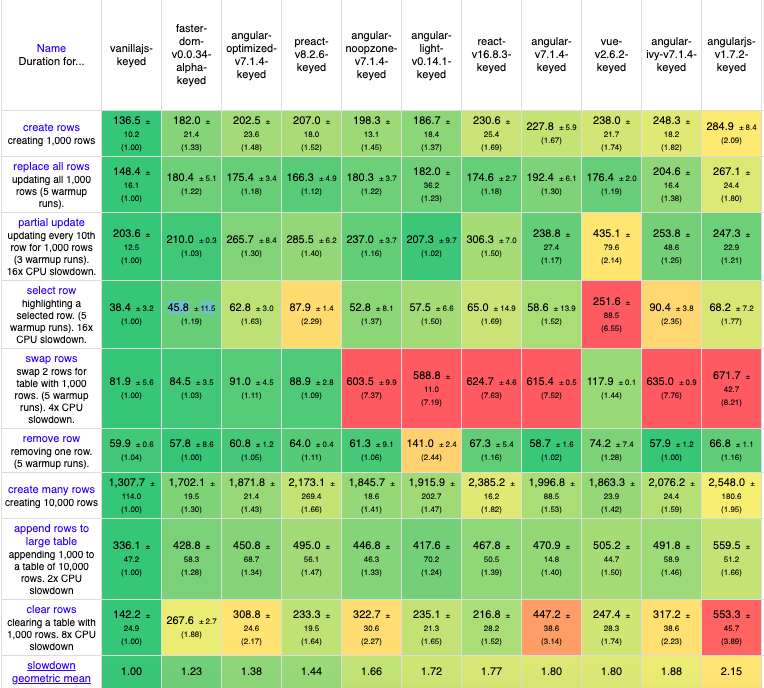 Name
Duration for...
vanillajs-
keyed
faster-
dom-
v0.0.34-
alpha-
keyed
angular-
optimized-
v7.1.4-
keyed
preact-
v8.2.6-
keyed
angular-
noopzone-
v7.1.4-
keyed
angular-
light-
v0.14.1-
keyed
react-
v16.8.3-
keyed
angular-
v7.1.4-
keyed
vue-
v2.6.2-
keyed
angular-
ivy-v7.1.4-
keyed
angularjs-
v1.7.2-
keyed
create rows
creating 1,000 rows
136.5 ±
10.2
(1.00)
182.0 ±
21.4
(1.33)
202.5 ±
23.6
(1.48)
207.0 ±
18.0
(1.52)
198.3 ±
13.1
(1.45)
186.7 ±
18.4
(1.37)
230.6 ±
25.4
(1.69)
227.8 ± 5.9
(1.67)
238.0 ±
21.7
(1.74)
248.3 ±
18.2
(1.82)
284.9 ± 8.4
(2.09)
replace all rows
updating all 1,000
rows (5 warmup
runs).
148.4 ±
16.1
(1.00)
180.4 ± 5.1
(1.22)
175.4 ± 3.4
(1.18)
166.3 ± 4.9
(1.12)
180.3 ± 3.7
(1.22)
182.0 ±
36.2
(1.23)
174.6 ± 2.7
(1.18)
192.4 ± 6.1
(1.30)
176.4 ± 2.0
(1.19)
204.6 ±
16.4
(1.38)
267.1 ±
24.4
(1.80)
partial update
updating every 10th
row for 1,000 rows
(3 warmup runs).
16x CPU slowdown.
203.6 ±
12.5
(1.00)
210.0 ± 0.3
(1.03)
265.7 ± 8.4
(1.30)
285.5 ± 6.2
(1.40)
237.0 ± 3.7
(1.16)
207.3 ± 9.7
(1.02)
306.3 ± 7.0
(1.50)
238.8 ±
27.4
(1.17)
435.1 ±
79.6
(2.14)
253.8 ±
48.6
(1.25)
247.3 ±
22.9
(1.21)
select row
highlighting a
selected row. (5
warmup runs). 16x
CPU slowdown.
38.4 ± 3.2
(1.00)
45.8 ± 11.5
(1.19)
62.8 ± 3.0
(1.63)
87.9 ± 1.4
(2.29)
52.8 ± 8.1
(1.37)
57.5 ± 6.6
(1.50)
65.0 ± 14.9
(1.69)
58.6 ± 13.9
(1.52)
251.6 ±
88.5
(6.55)
90.4 ± 3.8
(2.35)
68.2 ± 7.2
(1.77)
swap rows
swap 2 rows for
table with 1,000
rows. (5 warmup
runs). 4x CPU
slowdown.
81.9 ± 5.6
(1.00)
84.5 ± 3.5
(1.03)
91.0 ± 4.5
(1.11)
88.9 ± 2.8
(1.09)
603.5 ± 9.9
(7.37)
588.8 ±
11.0
(7.19)
624.7 ± 4.6
(7.63)
615.4 ± 0.5
(7.52)
117.9 ± 0.1
(1.44)
635.0 ± 0.9
(7.76)
671.7 ±
42.7
(8.21)
remove row
removing one row.
(5 warmup runs).
59.9 ± 0.6
(1.04)
57.8 ± 8.6
(1.00)
60.8 ± 1.2
(1.05)
64.0 ± 0.4
(1.11)
61.3 ± 9.1
(1.06)
141.0 ± 2.4
(2.44)
67.3 ± 5.4
(1.16)
58.7 ± 1.6
(1.02)
74.2 ± 7.4
(1.28)
57.9 ± 1.2
(1.00)
66.8 ± 1.1
(1.16)
create many rows
creating 10,000 rows
1,307.7 ±
114.0
(1.00)
1,702.1 ±
19.5
(1.30)
1,871.8 ±
21.4
(1.43)
2,173.1 ±
269.4
(1.66)
1,845.7 ±
18.6
(1.41)
1,915.9 ±
202.7
(1.47)
2,385.2 ±
16.2
(1.82)
1,996.8 ±
88.5
(1.53)
1,863.3 ±
23.9
(1.42)
2,076.2 ±
24.4
(1.59)
2,548.0 ±
180.6
(1.95)
append rows to
large table
appending 1,000 to
a table of 10,000
rows. 2x CPU
slowdown
336.1 ±
47.2
(1.00)
428.8 ±
58.3
(1.28)
450.8 ±
68.7
(1.34)
495.0 ±
56.1
(1.47)
446.8 ±
46.3
(1.33)
417.6 ±
70.2
(1.24)
467.8 ±
50.5
(1.39)
470.9 ±
14.8
(1.40)
505.2 ±
44.7
(1.50)
491.8 ±
58.9
(1.46)
559.5 ±
51.2
(1.66)
clear rows
clearing a table with
1,000 rows. 8x CPU
slowdown
142.2 ±
24.9
(1.00)
267.6 ± 2.7
(1.88)
308.8 ±
24.6
(2.17)
233.3 ±
19.5
(1.64)
322.7 ±
30.6
(2.27)
235.1 ±
21.3
(1.65)
216.8 ±
28.2
(1.52)
447.2 ±
38.6
(3.14)
247.4 ±
28.3
(1.74)
317.2 ±
38.6
(2.23)
553.3 ±
45.7
(3.89)
slowdown
geometric mean
1.00
1.23
1.38
1.44
1.66
1.72
1.77
1.80
1.80
1.88
2.15